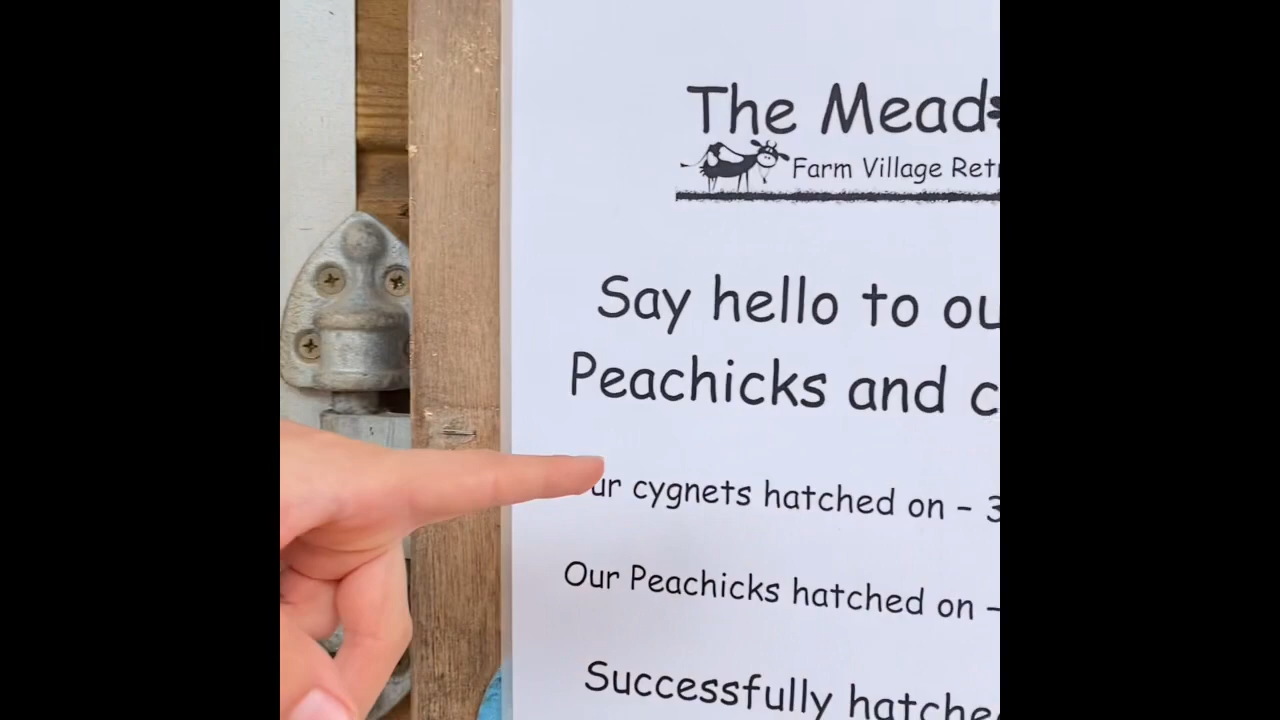 The Mead
Farm Village Ret
Say hello to ou
Peachicks and c
ur cygnets hatched on – 3
Our Peachicks hatched on –
Successfully hatche